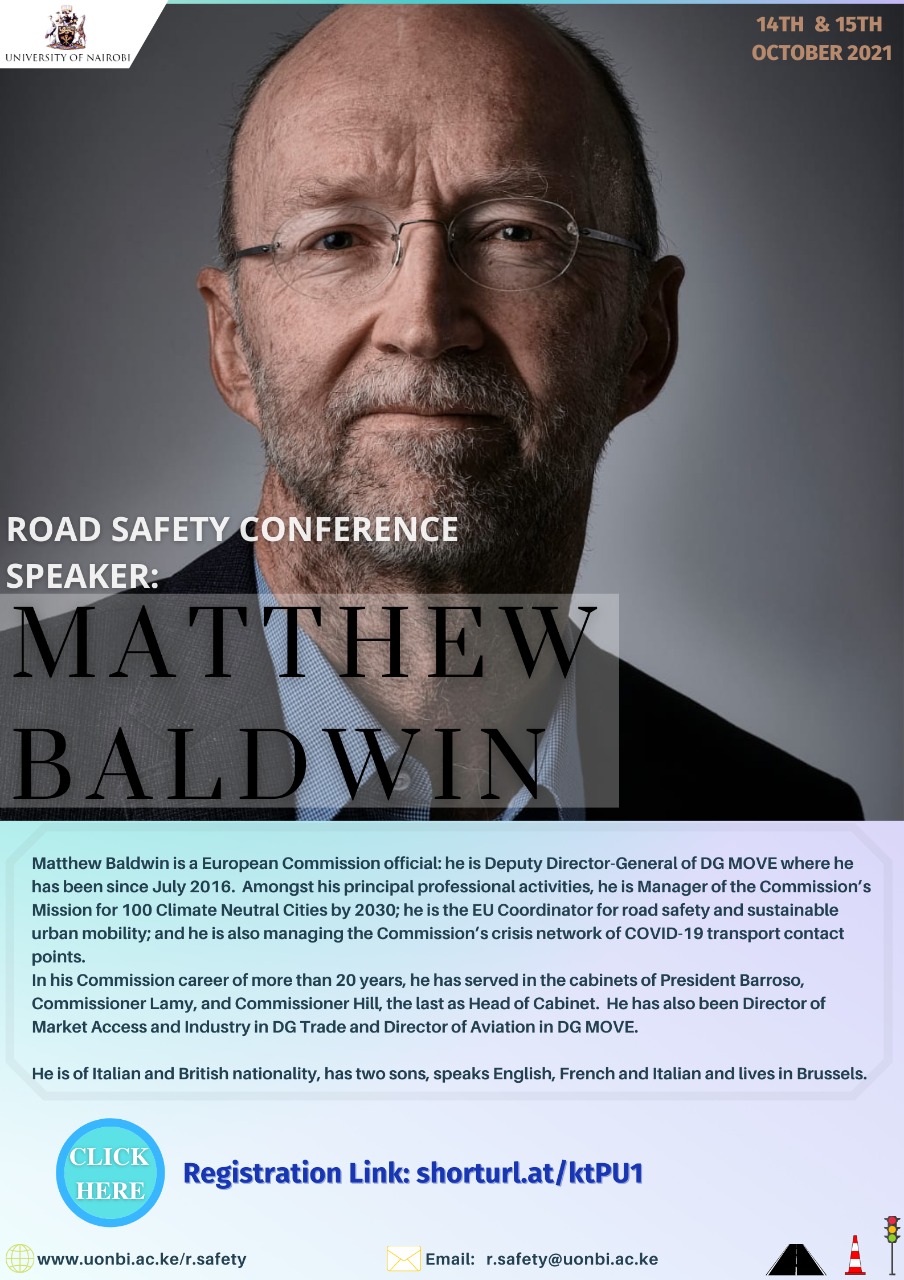 UNIVERSITY OF NAIROBI
14TH & 15TH
OCTOBER 2021
ROAD SAFETY CONFERENCE
SPEAKER:
MATTHEW
BALDWIN
Matthew Baldwin is a European Commission official: he is Deputy Director-General of DG MOVE where he
has been since July 2016. Amongst his principal professional activities, he is Manager of the Commission's
Mission for 100 Climate Neutral Cities by 2030; he is the EU Coordinator for road safety and sustainable
urban mobility; and he is also managing the Commission's crisis network of COVID-19 transport contact
points.
In his Commission career of more than 20 years, he has served in the cabinets of President Barroso,
Commissioner Lamy, and Commissioner Hill, the last as Head of Cabinet. He has also been Director of
Market Access and Industry in DG Trade and Director of Aviation in DG MOVE.
He is of Italian and British nationality, has two sons, speaks English, French and Italian and lives in Brussels.
CLICK
HERE
Registration Link: shorturl.at/ktPU1
www.uonbi.ac.ke/r.safety
Email: r.safety@uonbi.ac.ke